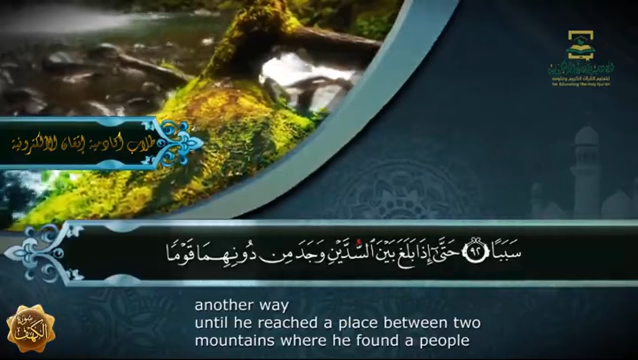 طلاب أكاديمية إتقان الإلكترونية
سَبَبًا ٩٢ حَتَّىٰٓ إِذَا بَلَغَ بَيْنَ ٱلسَّدَّيْنِ وَجَدَ مِن دُونِهِمَا قَوْمًا
another way
until he reached a place between two
mountains where he found a people
سورة
الكهف